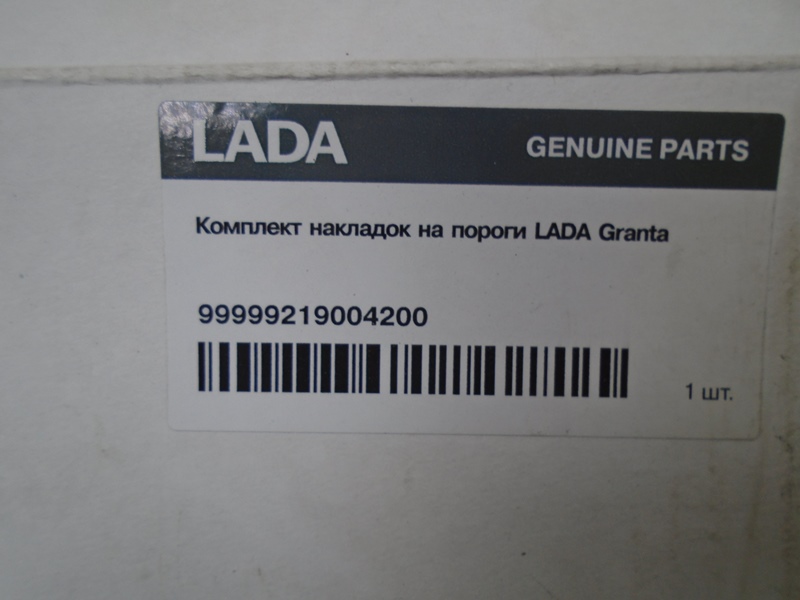 LADA GENUINE PARTS
Комплект накладок на пороги LADA Granta
99999219004200
1 шт.